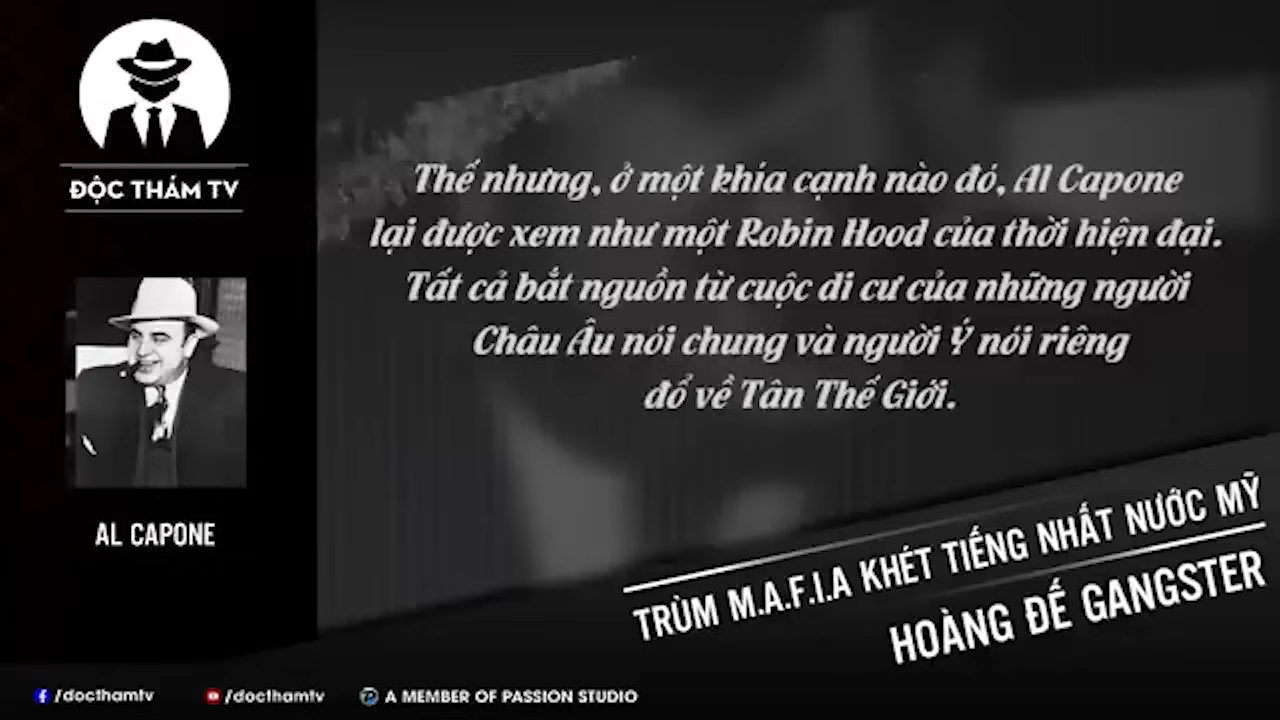 ĐỘC THÁM TV
AL CAPONE
Thế nhưng, ở một khía cạnh nào đó, Al Capone
lại được xem như một Robin Hood của thời hiện đại.
Tất cả bắt nguồn từ cuộc di cư của những người
Châu Âu nói chung và người Ý nói riêng
đổ về Tân Thế Giới.
TRÙM M.A.F.I.A KHÉT TIẾNG NHẤT NƯỚC MỸ
HOÀNG ĐẾ GANGSTER
/docthamtv
/docthamtv
A MEMBER OF PASSION STUDIO